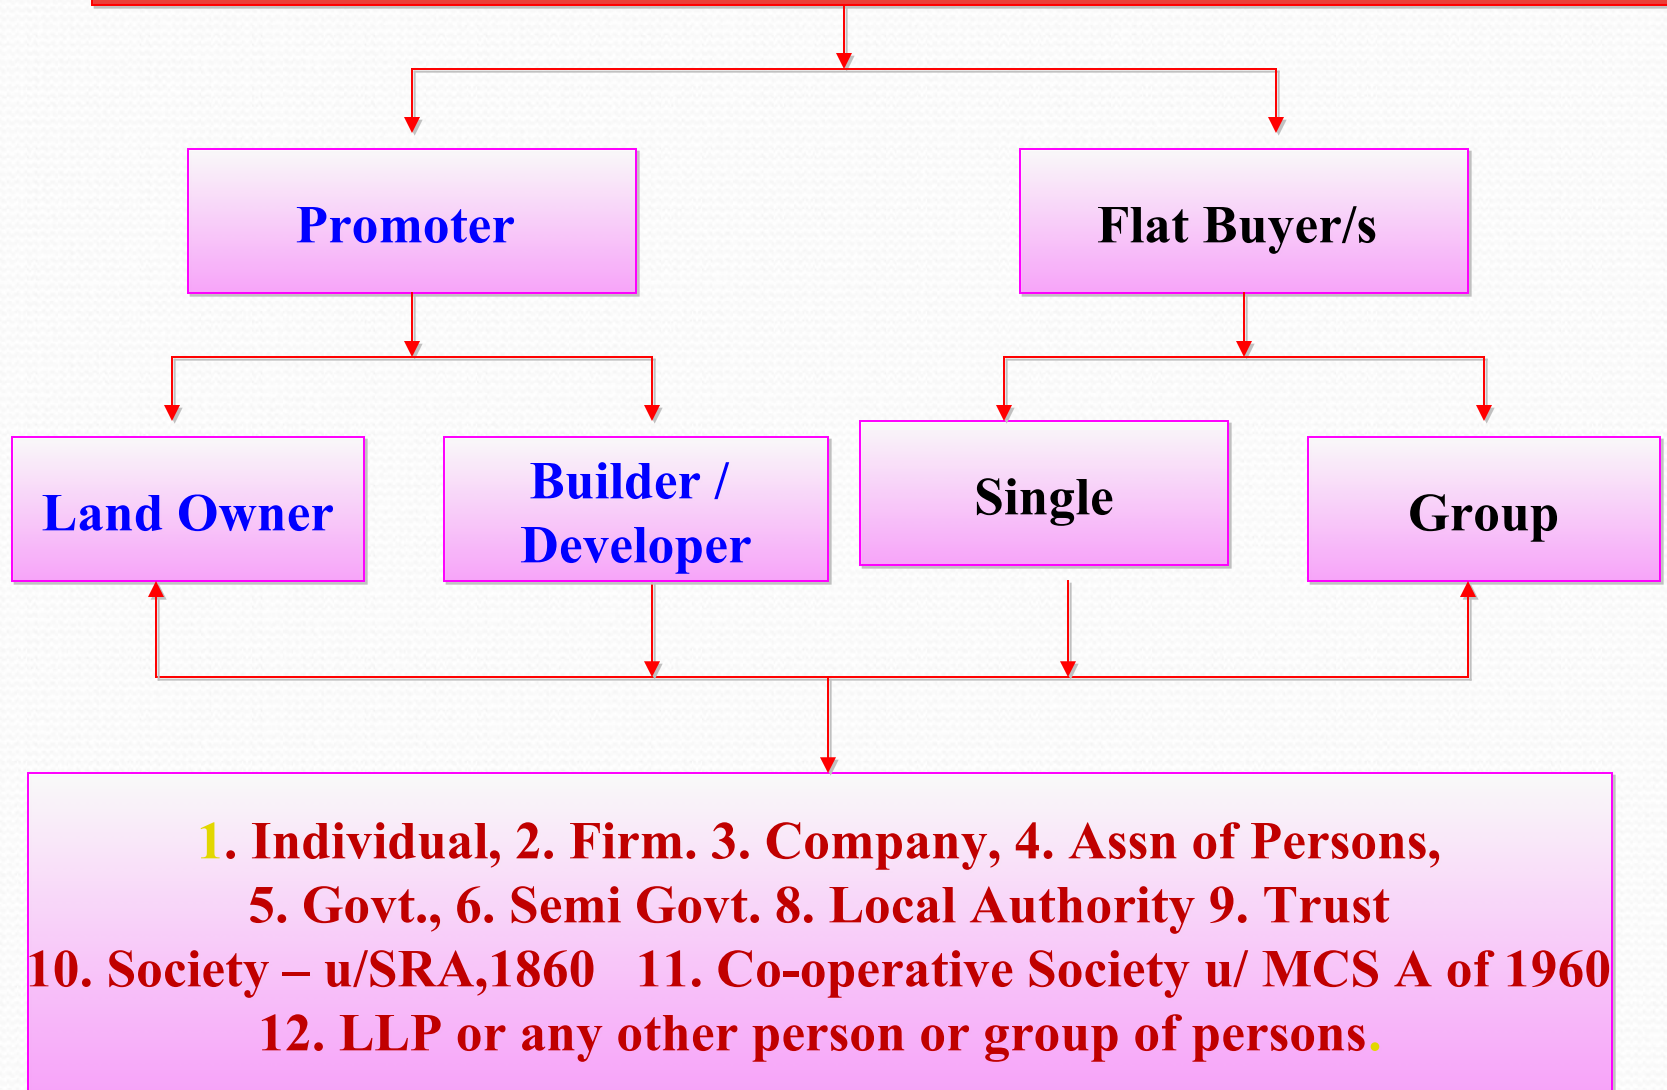 Promoter
Flat Buyer/s
Land Owner
Builder /
Developer
Single
Group
1. Individual, 2. Firm. 3. Company, 4. Assn of Persons,
5. Govt., 6. Semi Govt. 8. Local Authority 9. Trust
10. Society – u/SRA,1860   11. Co-operative Society u/ MCS A of 1960
12. LLP or any other person or group of persons.